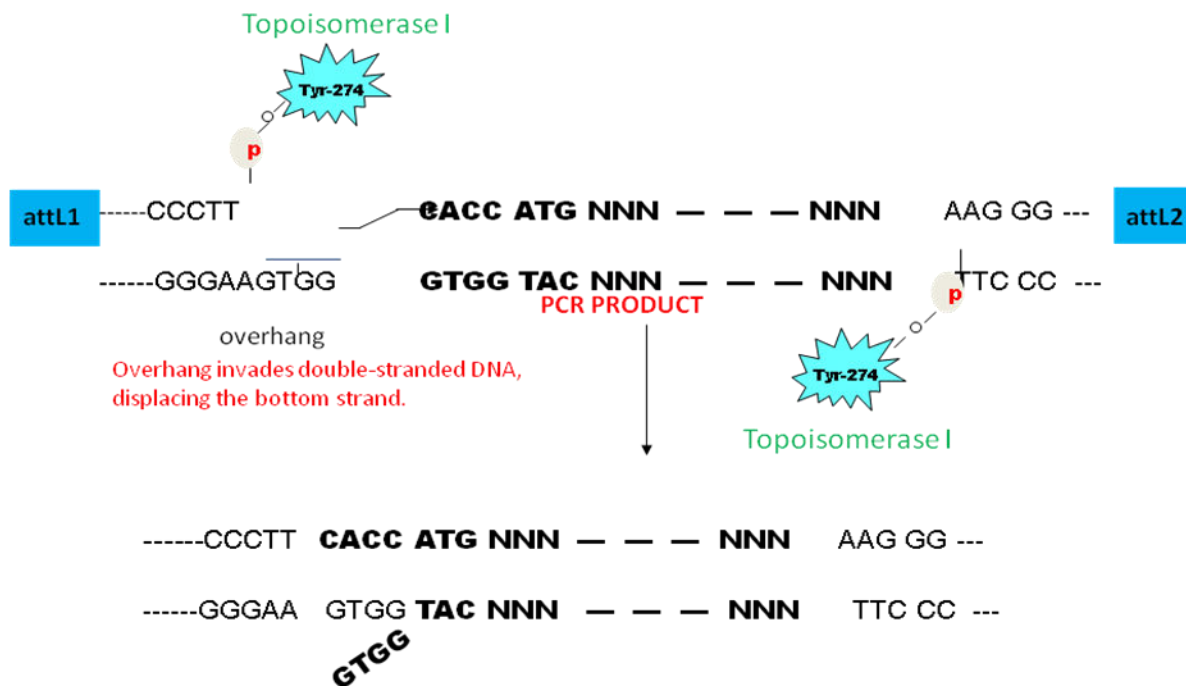 Topoisomerase I
Tyr-274
o
p
attL1 ------CCCTT CACC ATG NNN — — — NNN AAG GG --- attL2
------GGGAAGTGG GTGG TAC NNN — — — NNN TTC CC ---
p
PCR PRODUCT
o
overhang
Overhang invades double-stranded DNA,
displacing the bottom strand.
Tyr-274
Topoisomerase I
------CCCTT CACC ATG NNN — — — NNN AAG GG ---
------GGGAA GTGG TAC NNN — — — NNN TTC CC ---
GTGG